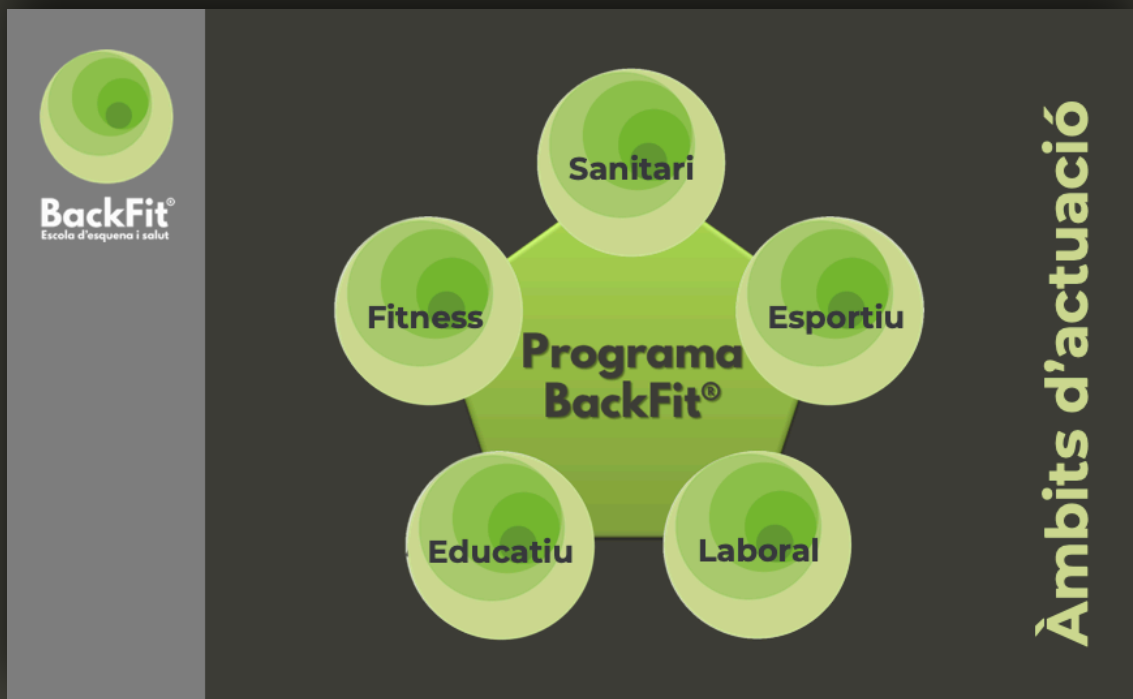 BackFit®
Escola d'esquena i salut
Sanitari
Fitness
Esportiu
Programa
BackFit®
Educatiu
Laboral
Àmbits d'actuació